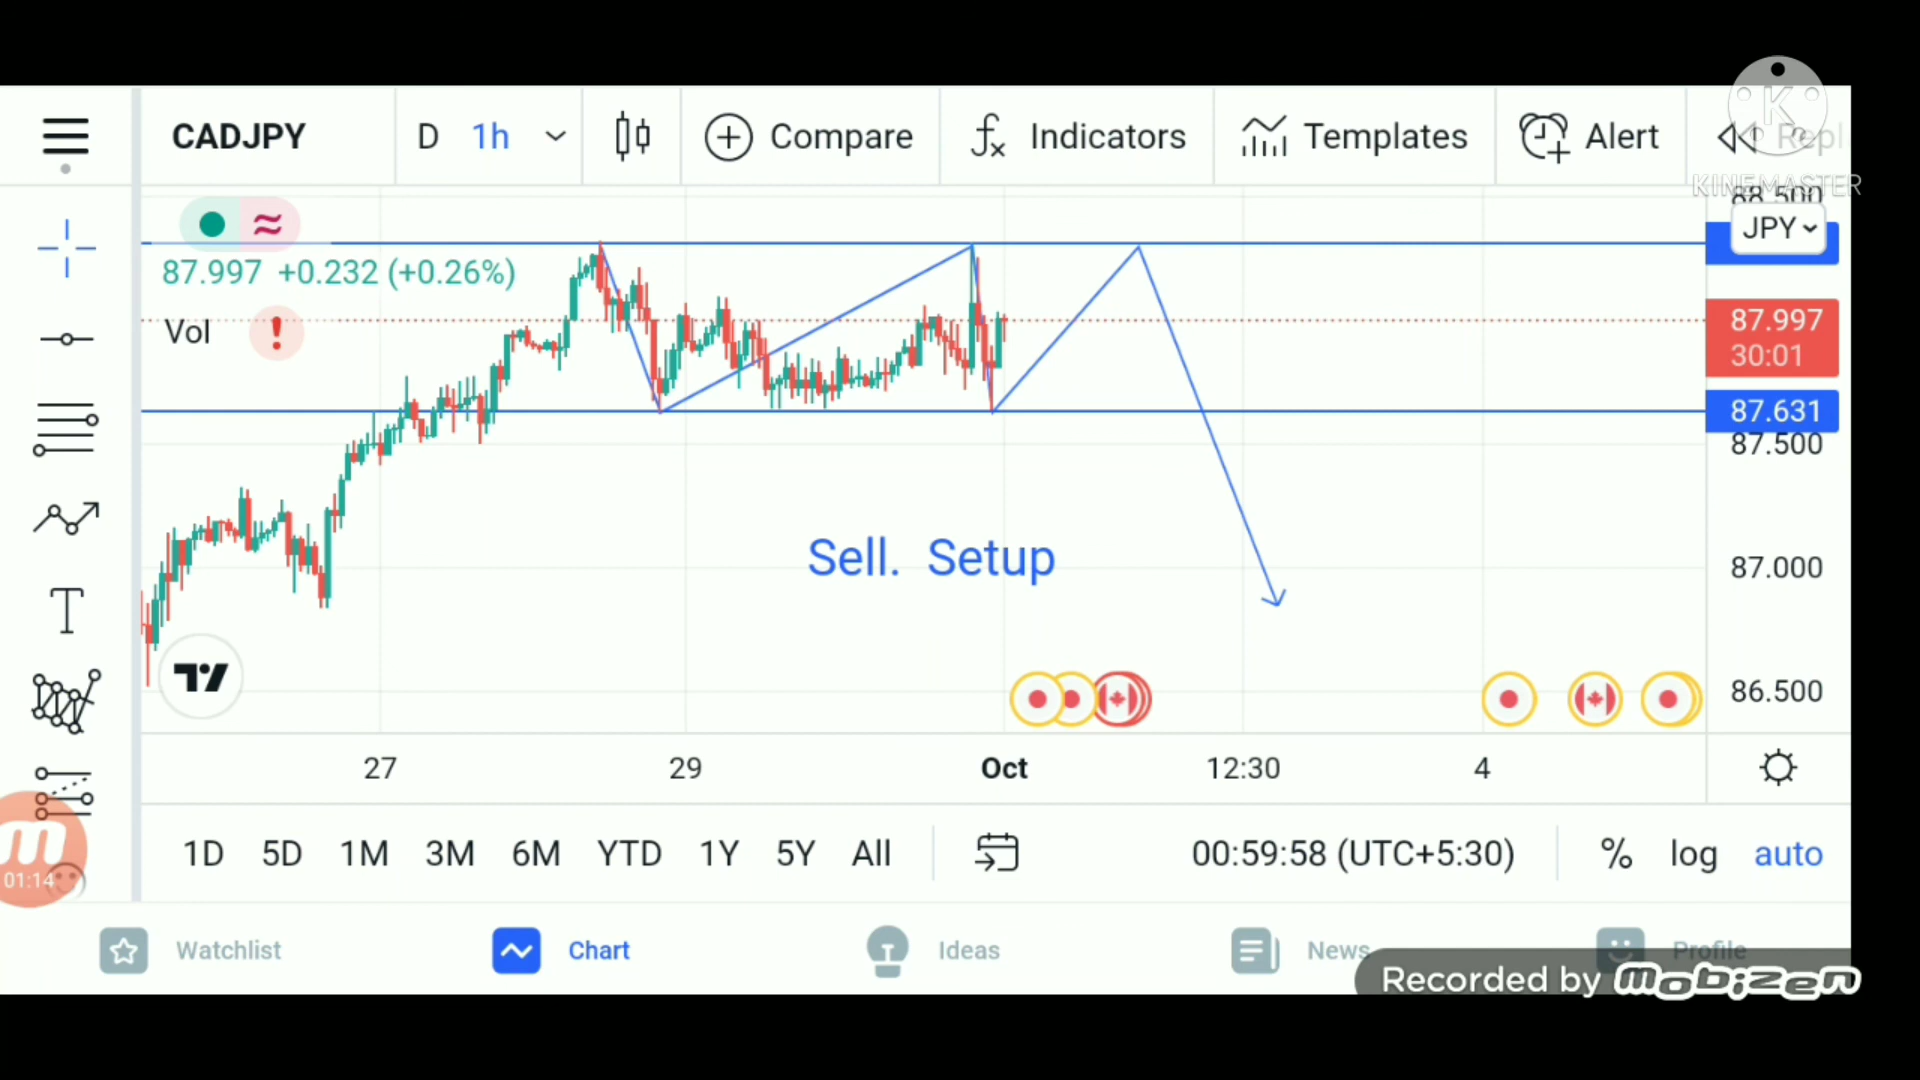 CADJPY D 1h Compare Indicators Templates Alert
KINEMASTER
88.500
JPY
87.997 +0.232 (+0.26%)
Vol
87.997
30:01
87.631
87.500
Sell. Setup
87.000
86.500
27 29 Oct 12:30 4
1D 5D 1M 3M 6M YTD 1Y 5Y All 00:59:58 (UTC+5:30) % log auto
01:14
Watchlist Chart Ideas News Profile
Recorded by mobizen